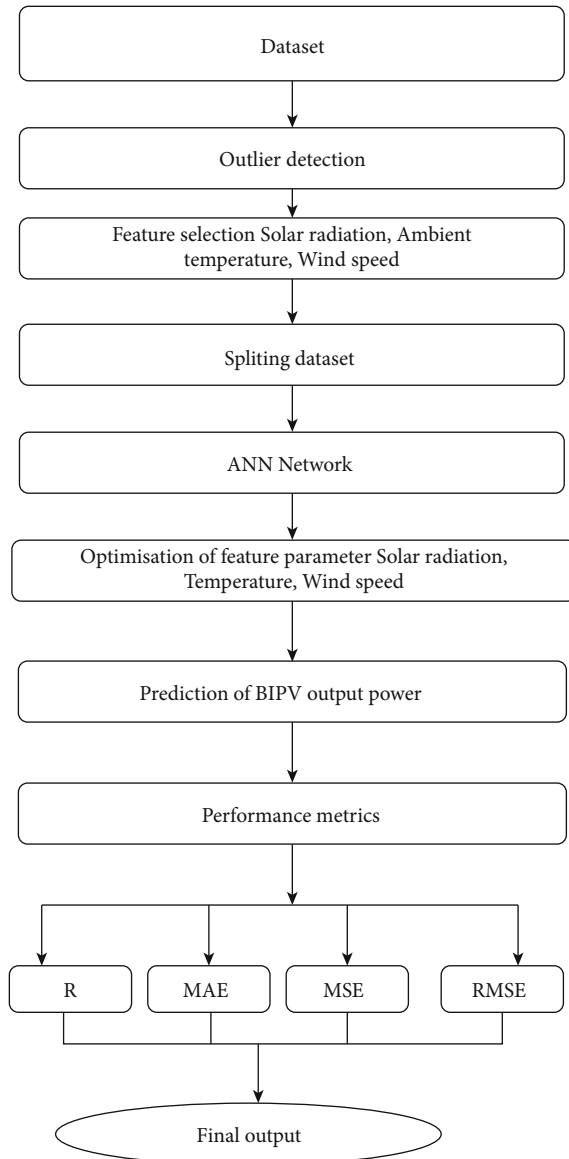 Dataset
Outlier detection
Feature selection Solar radiation, Ambient
temperature, Wind speed
Spliting dataset
ANN Network
Optimisation of feature parameter Solar radiation,
Temperature, Wind speed
Prediction of BIPV output power
Performance metrics
R
MAE
MSE
RMSE
Final output